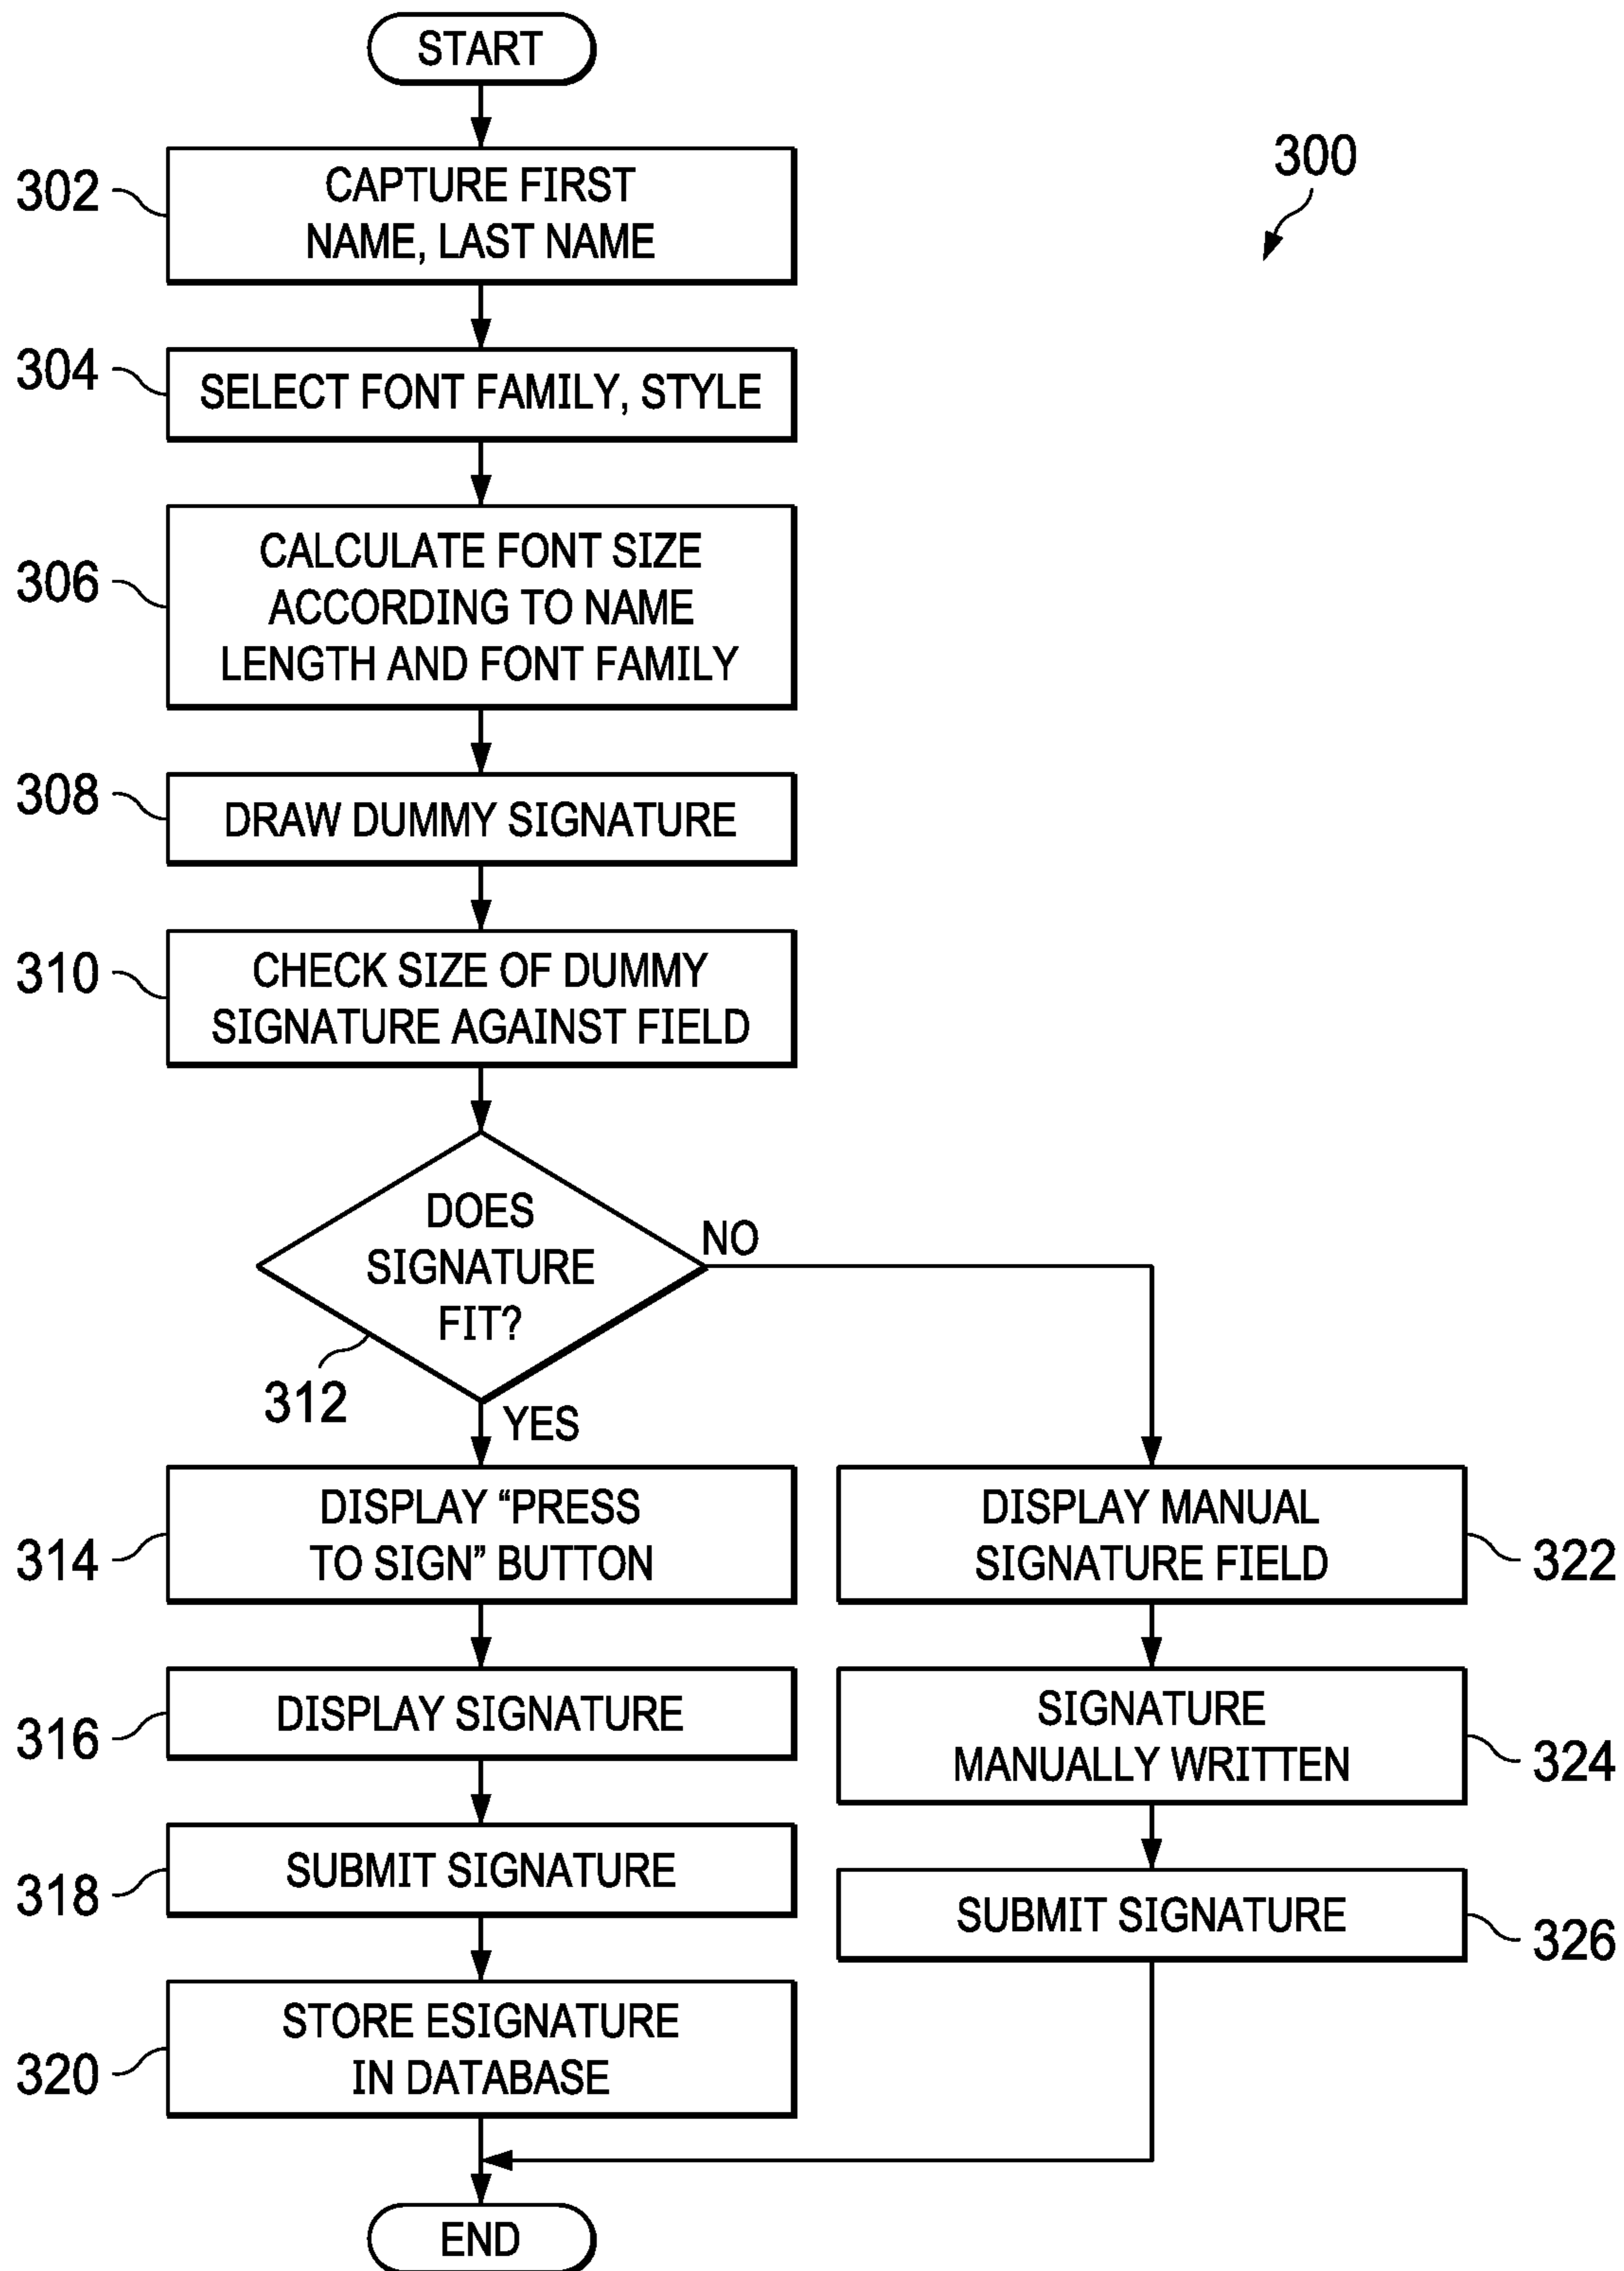 START
300
302
CAPTURE FIRST
NAME, LAST NAME
304
SELECT FONT FAMILY, STYLE
306
CALCULATE FONT SIZE
ACCORDING TO NAME
LENGTH AND FONT FAMILY
308
DRAW DUMMY SIGNATURE
310
CHECK SIZE OF DUMMY
SIGNATURE AGAINST FIELD
DOES
SIGNATURE
FIT?
312
NO
YES
314
DISPLAY “PRESS
TO SIGN” BUTTON
316
DISPLAY SIGNATURE
318
SUBMIT SIGNATURE
320
STORE ESIGNATURE
IN DATABASE
DISPLAY MANUAL
SIGNATURE FIELD
322
SIGNATURE
MANUALLY WRITTEN
324
SUBMIT SIGNATURE
326
END